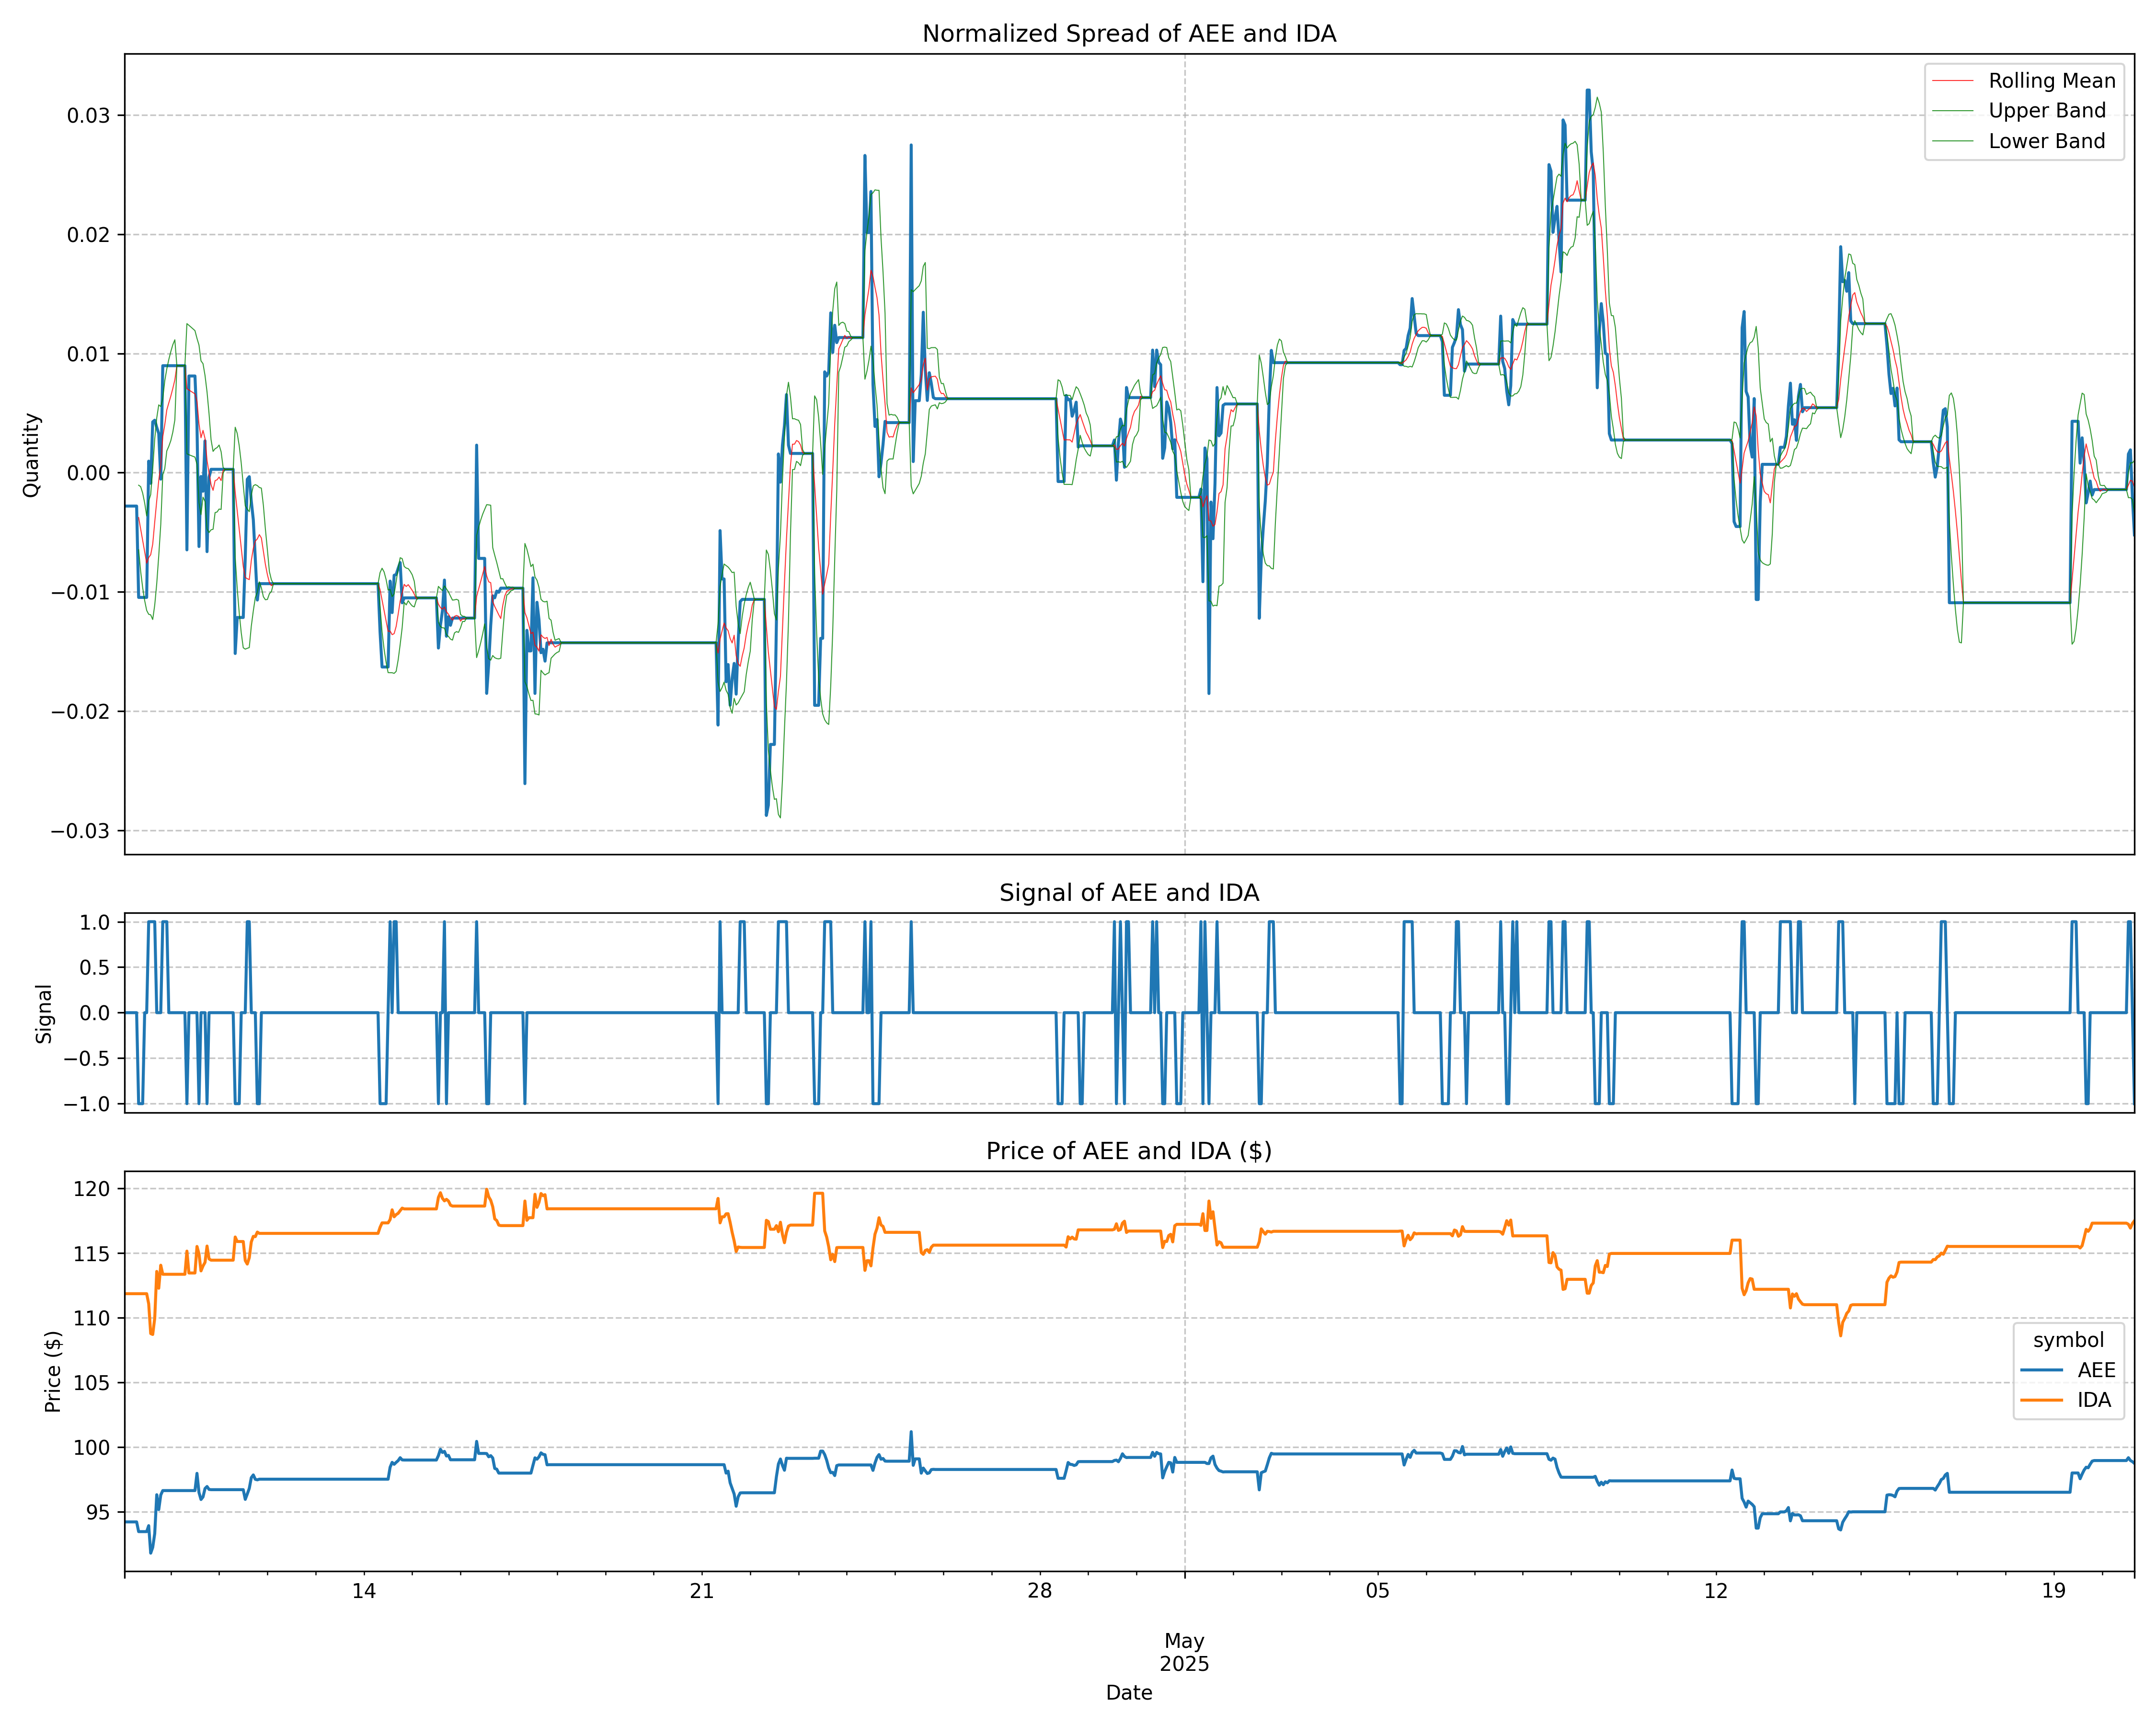 Normalized Spread of AEE and IDA
Rolling Mean
Upper Band
Lower Band
0.03
0.02
0.01
0.00
−0.01
−0.02
−0.03
Quantity
Signal of AEE and IDA
1.0
0.5
0.0
−0.5
−1.0
Signal
Price of AEE and IDA ($)
120
115
110
105
100
95
Price ($)
symbol
AEE
IDA
14
21
28
05
12
19
May
2025
Date